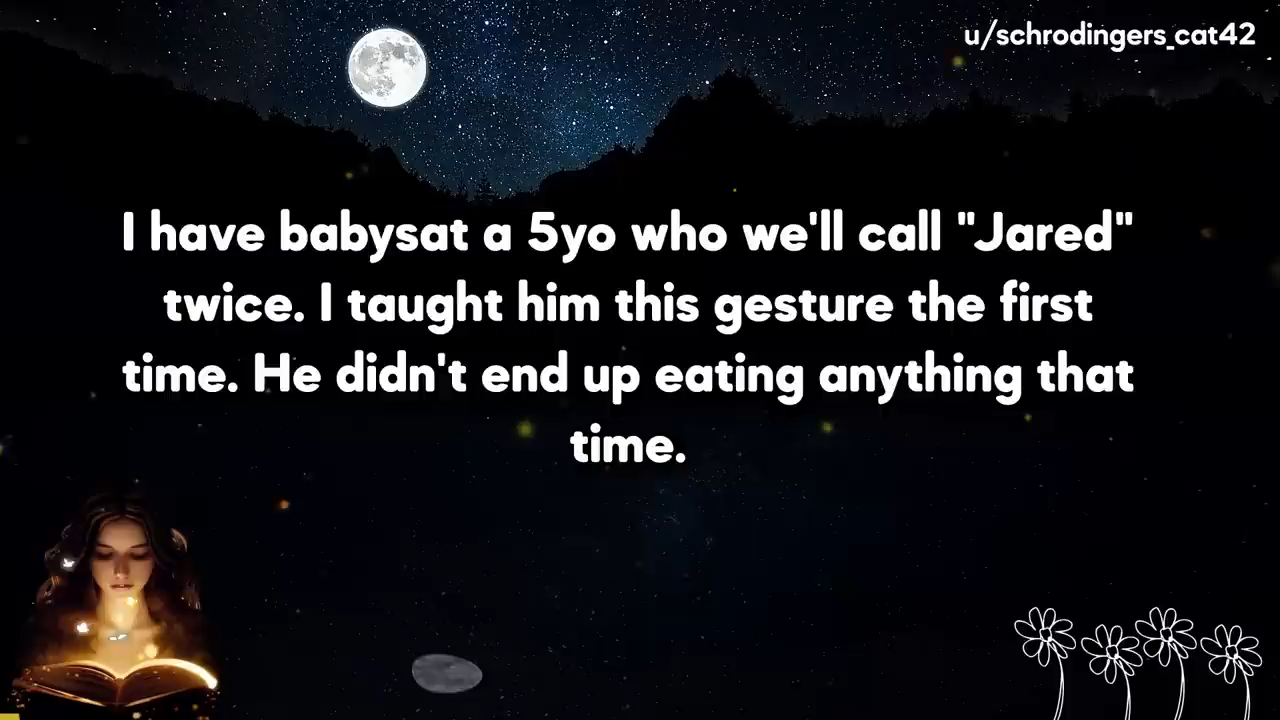 u/schrodingers_cat42
I have babysat a 5yo who we'll call "Jared"
twice. I taught him this gesture the first
time. He didn't end up eating anything that
time.